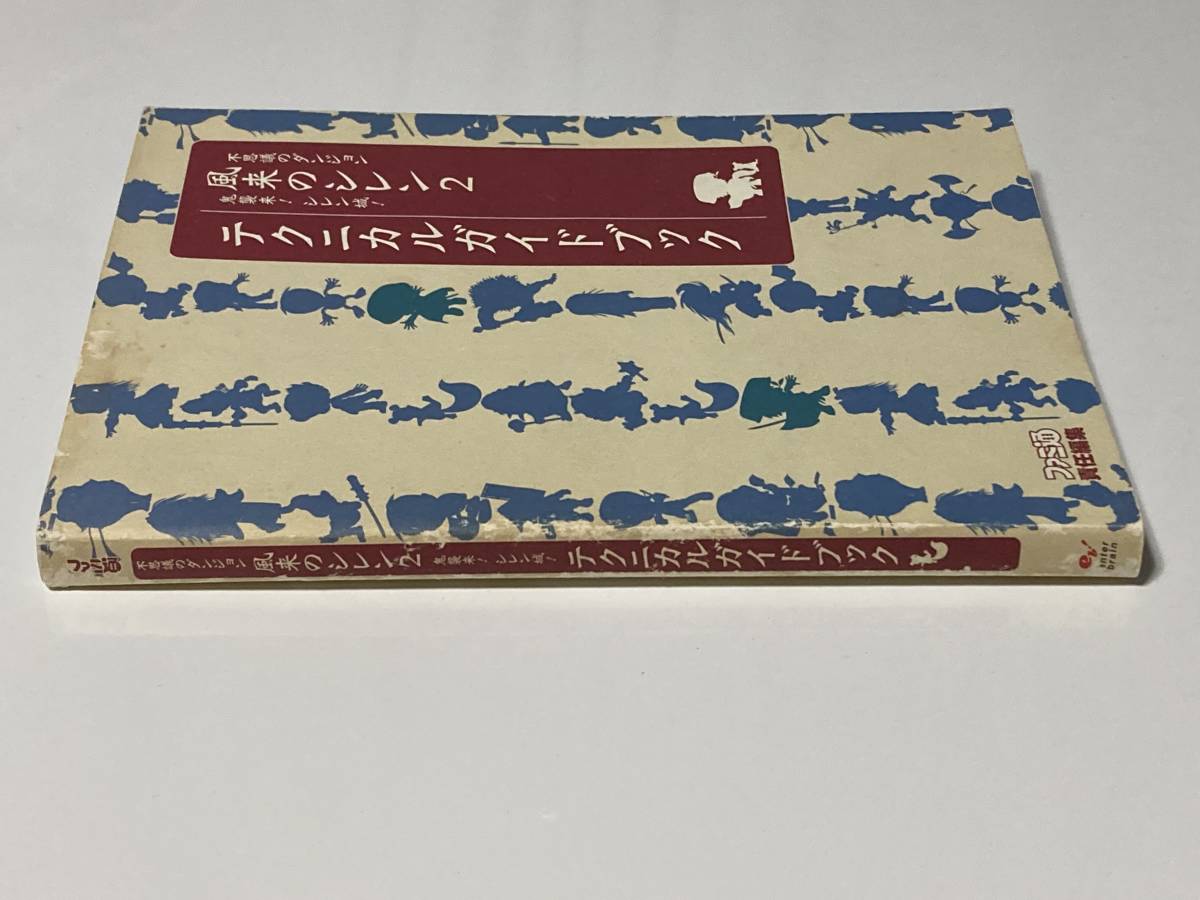 不思議のダンジョン
風来のシレン2
鬼襲来！シレン城！
テクニカルガイドブック
ファミ通
責任編集
不思議のダンジョン 風来のシレン2 鬼襲来！シレン城！ テクニカルガイドブック
enter
brain